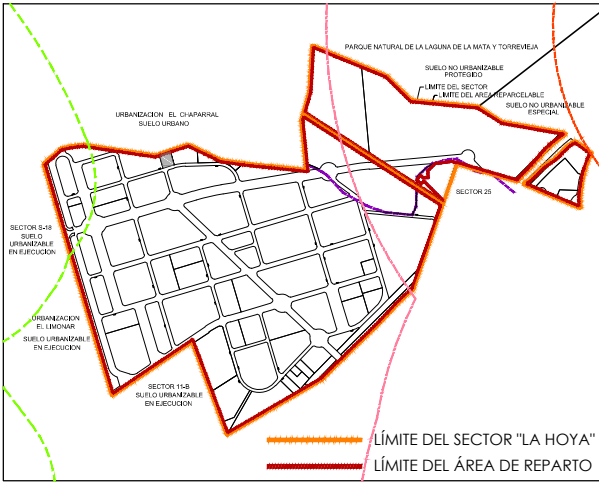 PARQUE NATURAL DE LA LAGUNA DE LA MATA Y TORREVIEJA
SUELO NO URBANIZABLE
PROTEGIDO
LIMITE DEL SECTOR
LIMITE DEL AREA REPARCELABLE
SUELO NO URBANIZABLE
ESPECIAL
URBANIZACION EL CHAPARRAL
SUELO URBANO
SECTOR 25
SECTOR S-18
SUELO
URBANIZABLE
EN EJECUCION
URBANIZACION
EL LIMONAR
SUELO URBANIZABLE
EN EJECUCION
SECTOR 11-B
SUELO URBANIZABLE
EN EJECUCION
LÍMITE DEL SECTOR "LA HOYA"
LÍMITE DEL ÁREA DE REPARTO